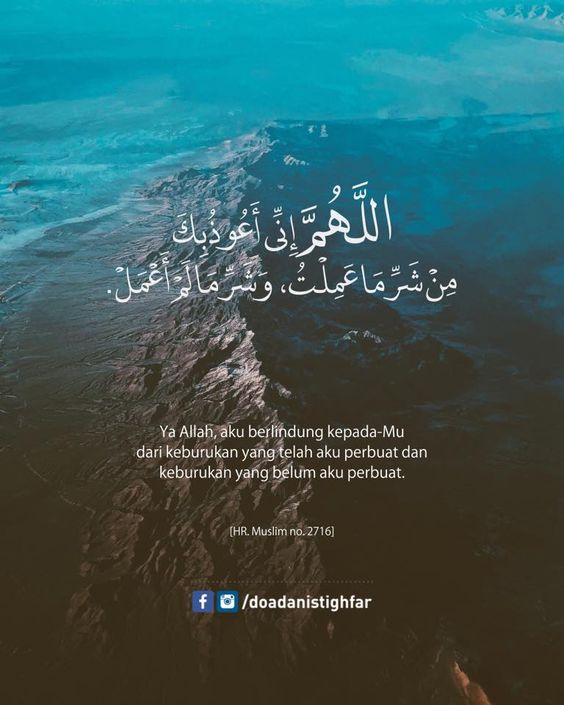 اللَّهُمَّ إِنِّي أَعُوذُ بِكَ
مِنْ شَرِّ مَا عَمِلْتُ، وَشَرِّ مَا لَمْ أَعْمَلْ.
Ya Allah, aku berlindung kepada-Mu
dari keburukan yang telah aku perbuat dan
keburukan yang belum aku perbuat.
[HR. Muslim no. 2716]
/doadanistighfar